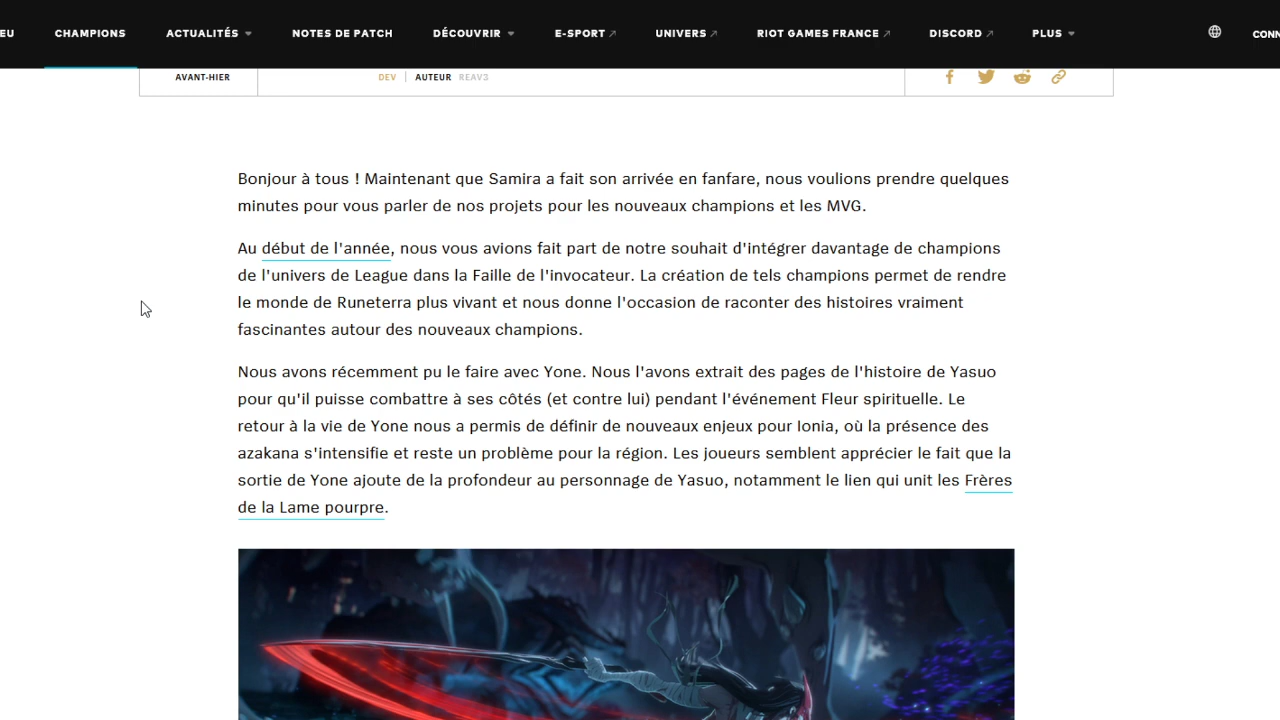 EU CHAMPIONS ACTUALITÉS NOTES DE PATCH DÉCOUVRIR E-SPORT UNIVERS RIOT GAMES FRANCE DISCORD PLUS CONN
AVANT-HIER DEV | AUTEUR REAV3
Bonjour à tous ! Maintenant que Samira a fait son arrivée en fanfare, nous voulions prendre quelques
minutes pour vous parler de nos projets pour les nouveaux champions et les MVG.
Au début de l'année, nous vous avions fait part de notre souhait d'intégrer davantage de champions
de l'univers de League dans la Faille de l'invocateur. La création de tels champions permet de rendre
le monde de Runeterra plus vivant et nous donne l'occasion de raconter des histoires vraiment
fascinantes autour des nouveaux champions.
Nous avons récemment pu le faire avec Yone. Nous l'avons extrait des pages de l'histoire de Yasuo
pour qu'il puisse combattre à ses côtés (et contre lui) pendant l'événement Fleur spirituelle. Le
retour à la vie de Yone nous a permis de définir de nouveaux enjeux pour Ionia, où la présence des
azakana s'intensifie et reste un problème pour la région. Les joueurs semblent apprécier le fait que la
sortie de Yone ajoute de la profondeur au personnage de Yasuo, notamment le lien qui unit les Frères
de la Lame pourpre.